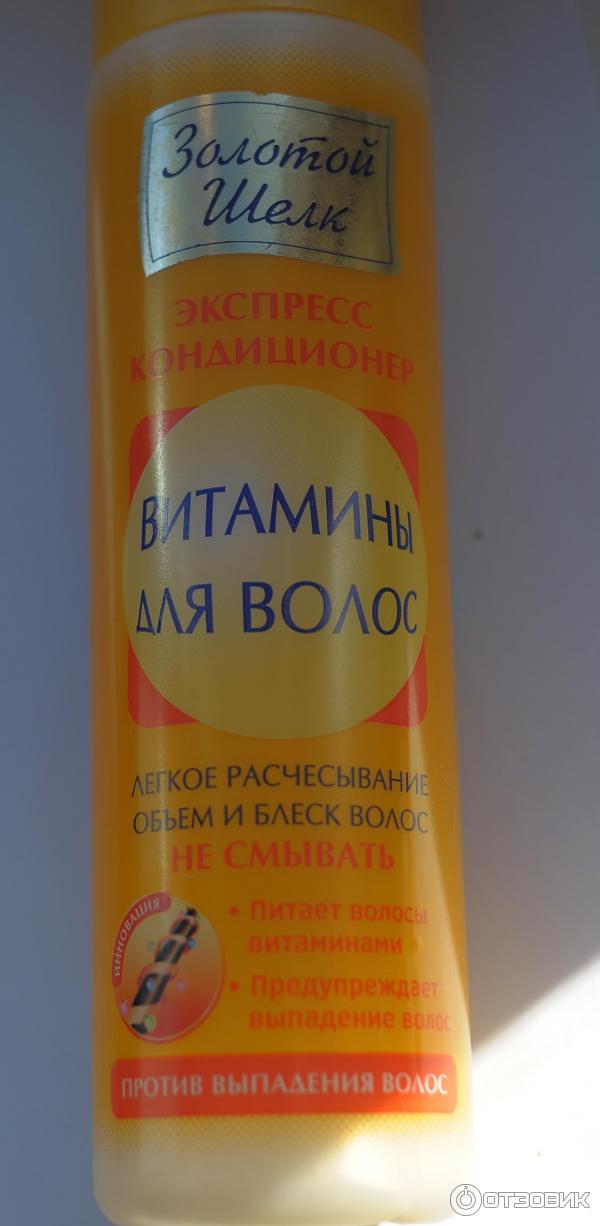 Золотой
Шелк
ЭКСПРЕСС
КОНДИЦИОНЕР
ВИТАМИНЫ
ДЛЯ ВОЛОС
ЛЕГКОЕ РАСЧЕСЫВАНИЕ
ОБЪЕМ И БЛЕСК ВОЛОС
НЕ СМЫВАТЬ
ИННОВАЦИЯ
• Питает волосы
витаминами
• Предупреждает
выпадение волос
ПРОТИВ ВЫПАДЕНИЯ ВОЛОС
ОТЗОВИК